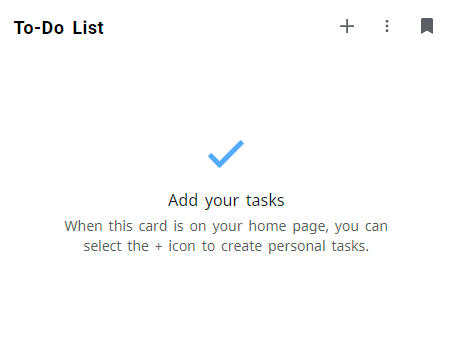 To-Do List
Add your tasks
When this card is on your home page, you can
select the + icon to create personal tasks.